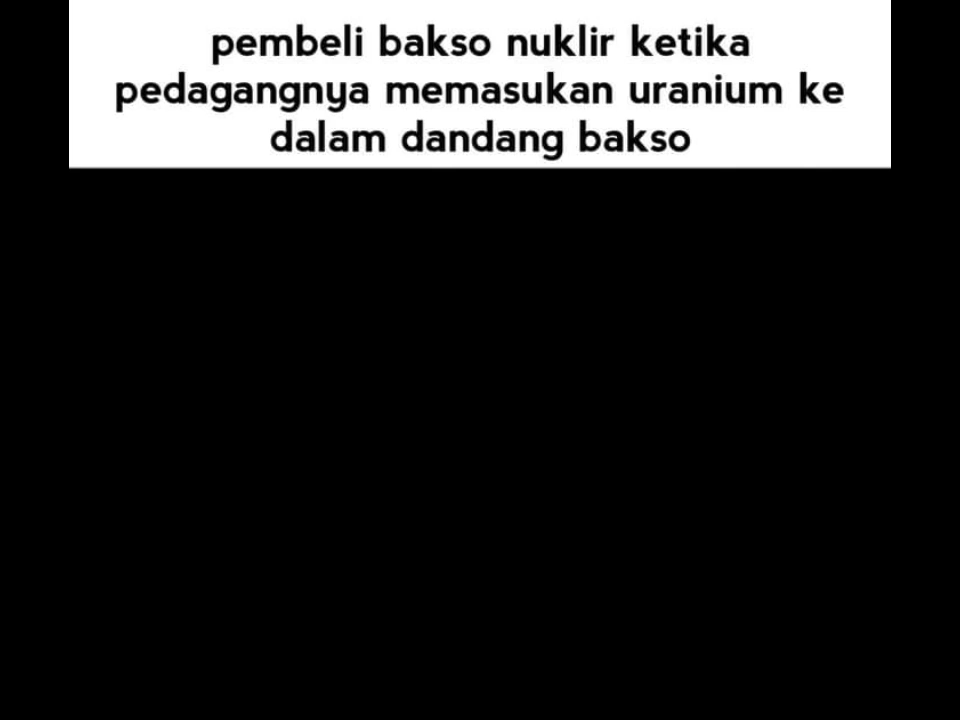 pembeli bakso nuklir ketika
pedagangnya memasukan uranium ke
dalam dandang bakso